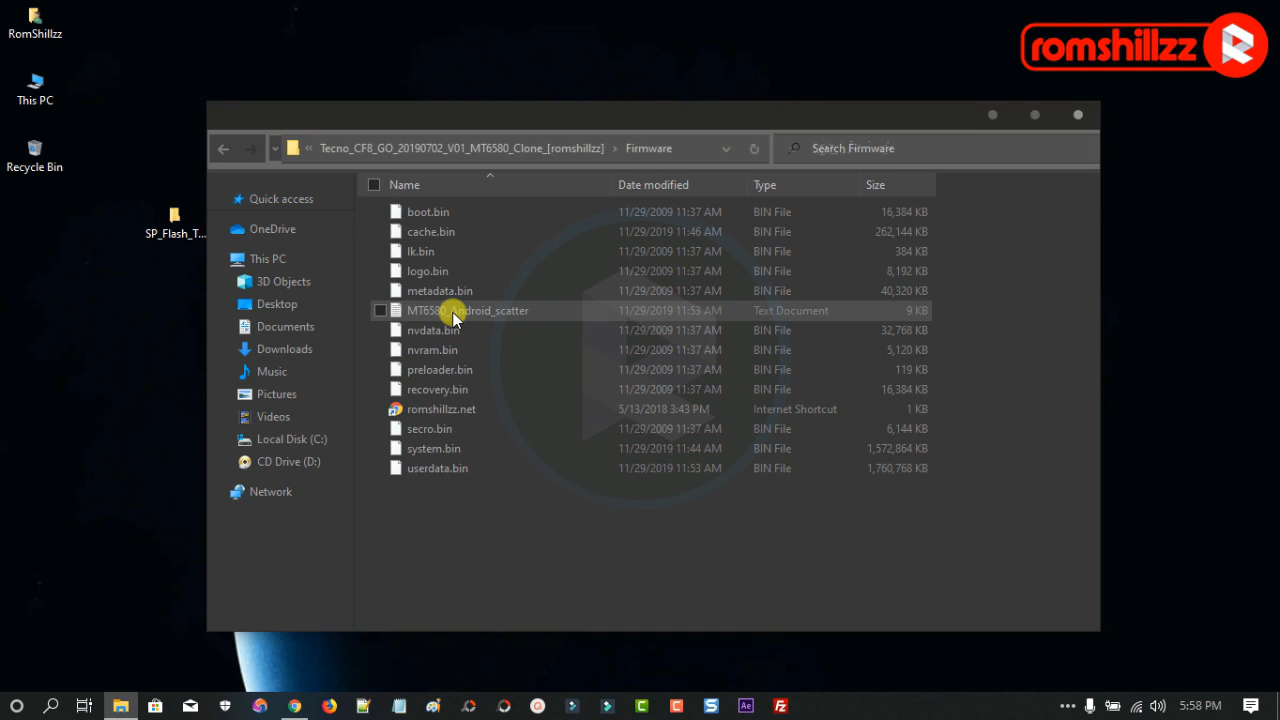 RomShillzz
This PC
Recycle Bin
SP_Flash_T...
romshillzz
Tecno_CF8_GO_20190702_V01_MT6580_Clone_[romshillzz] Firmware
Search Firmware
Quick access
OneDrive
This PC
3D Objects
Desktop
Documents
Downloads
Music
Pictures
Videos
Local Disk (C:)
CD Drive (D:)
Network
Name Date modified Type Size
boot.bin 11/29/2009 11:37 AM BIN File 16,384 KB
cache.bin 11/29/2019 11:46 AM BIN File 262,144 KB
lk.bin 11/29/2009 11:37 AM BIN File 384 KB
logo.bin 11/29/2009 11:37 AM BIN File 8,192 KB
metadata.bin 11/29/2009 11:37 AM BIN File 40,320 KB
MT6580_Android_scatter 11/29/2019 11:53 AM Text Document 9 KB
nvdata.bin 11/29/2009 11:37 AM BIN File 32,768 KB
nvram.bin 11/29/2009 11:37 AM BIN File 5,120 KB
preloader.bin 11/29/2009 11:37 AM BIN File 119 KB
recovery.bin 11/29/2009 11:37 AM BIN File 16,384 KB
romshillzz.net 5/13/2018 3:43 PM Internet Shortcut 1 KB
secro.bin 11/29/2009 11:37 AM BIN File 6,144 KB
system.bin 11/29/2019 11:44 AM BIN File 1,572,864 KB
userdata.bin 11/29/2019 11:53 AM BIN File 1,760,768 KB
5:58 PM